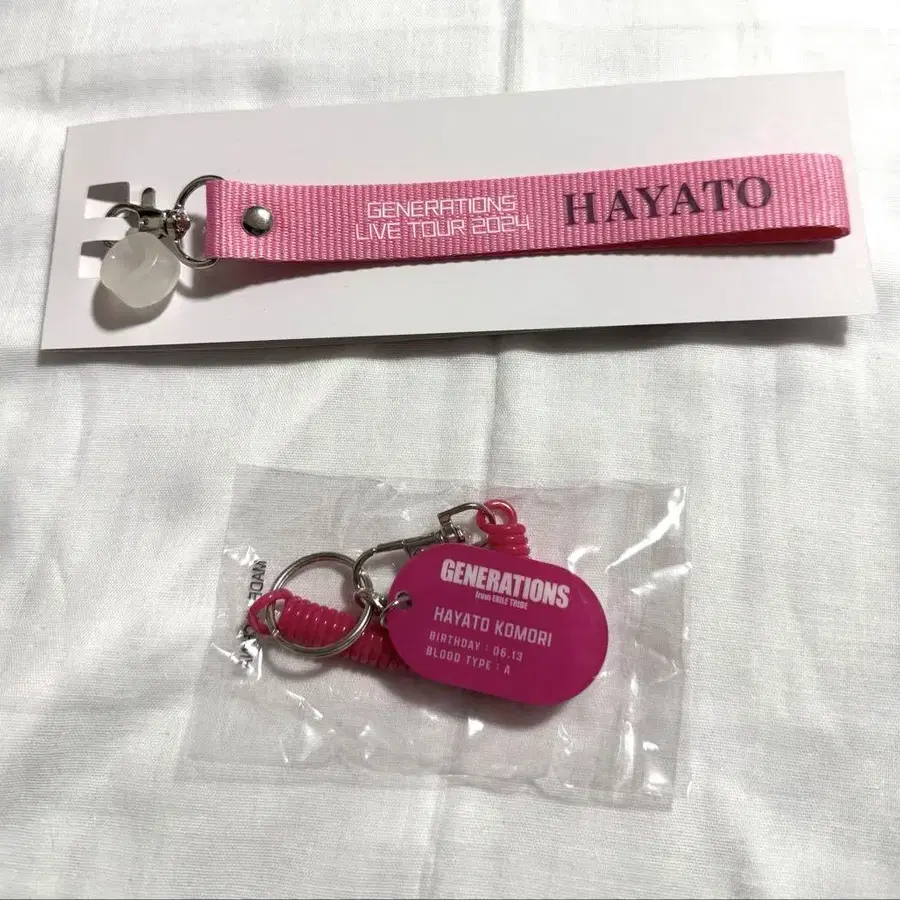 GENERATIONS
LIVE TOUR 2024
HAYATO
GENERATIONS
from EXILE TRIBE
HAYATO KOMORI
BIRTHDAY : 06.13
BLOOD TYPE : A